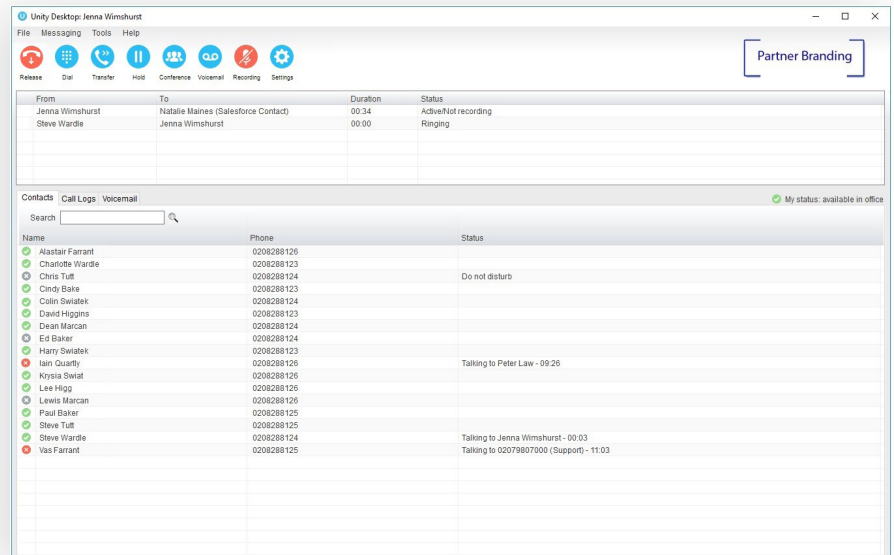 U Unity Desktop: Jenna Wimshurst
File Messaging Tools Help
Release Dial Transfer Hold Conference Voicemail Recording Settings
Partner Branding
From To Duration Status
Jenna Wimshurst Natalie Maines (Salesforce Contact) 00:34 Active/Not recording
Steve Wardle Jenna Wimshurst 00:00 Ringing
Contacts Call Logs Voicemail My status: available in office
Search
Name Phone Status
Alastair Farrant 0208288126
Charlotte Wardle 0208288123
Chris Tutt 0208288124 Do not disturb
Cindy Bake 0208288123
Colin Swiatek 0208288124
David Higgins 0208288123
Dean Marcan 0208288124
Ed Baker 0208288124
Harry Swiatek 0208288123
Iain Quartly 0208288126 Talking to Peter Law - 09:26
Krysia Swiat 0208288126
Lee Higg 0208288126
Lewis Marcan 0208288126
Paul Baker 0208288125
Steve Tutt 0208288125
Steve Wardle 0208288124 Talking to Jenna Wimshurst - 00:03
Vas Farrant 0208288125 Talking to 02079807000 (Support) - 11:03